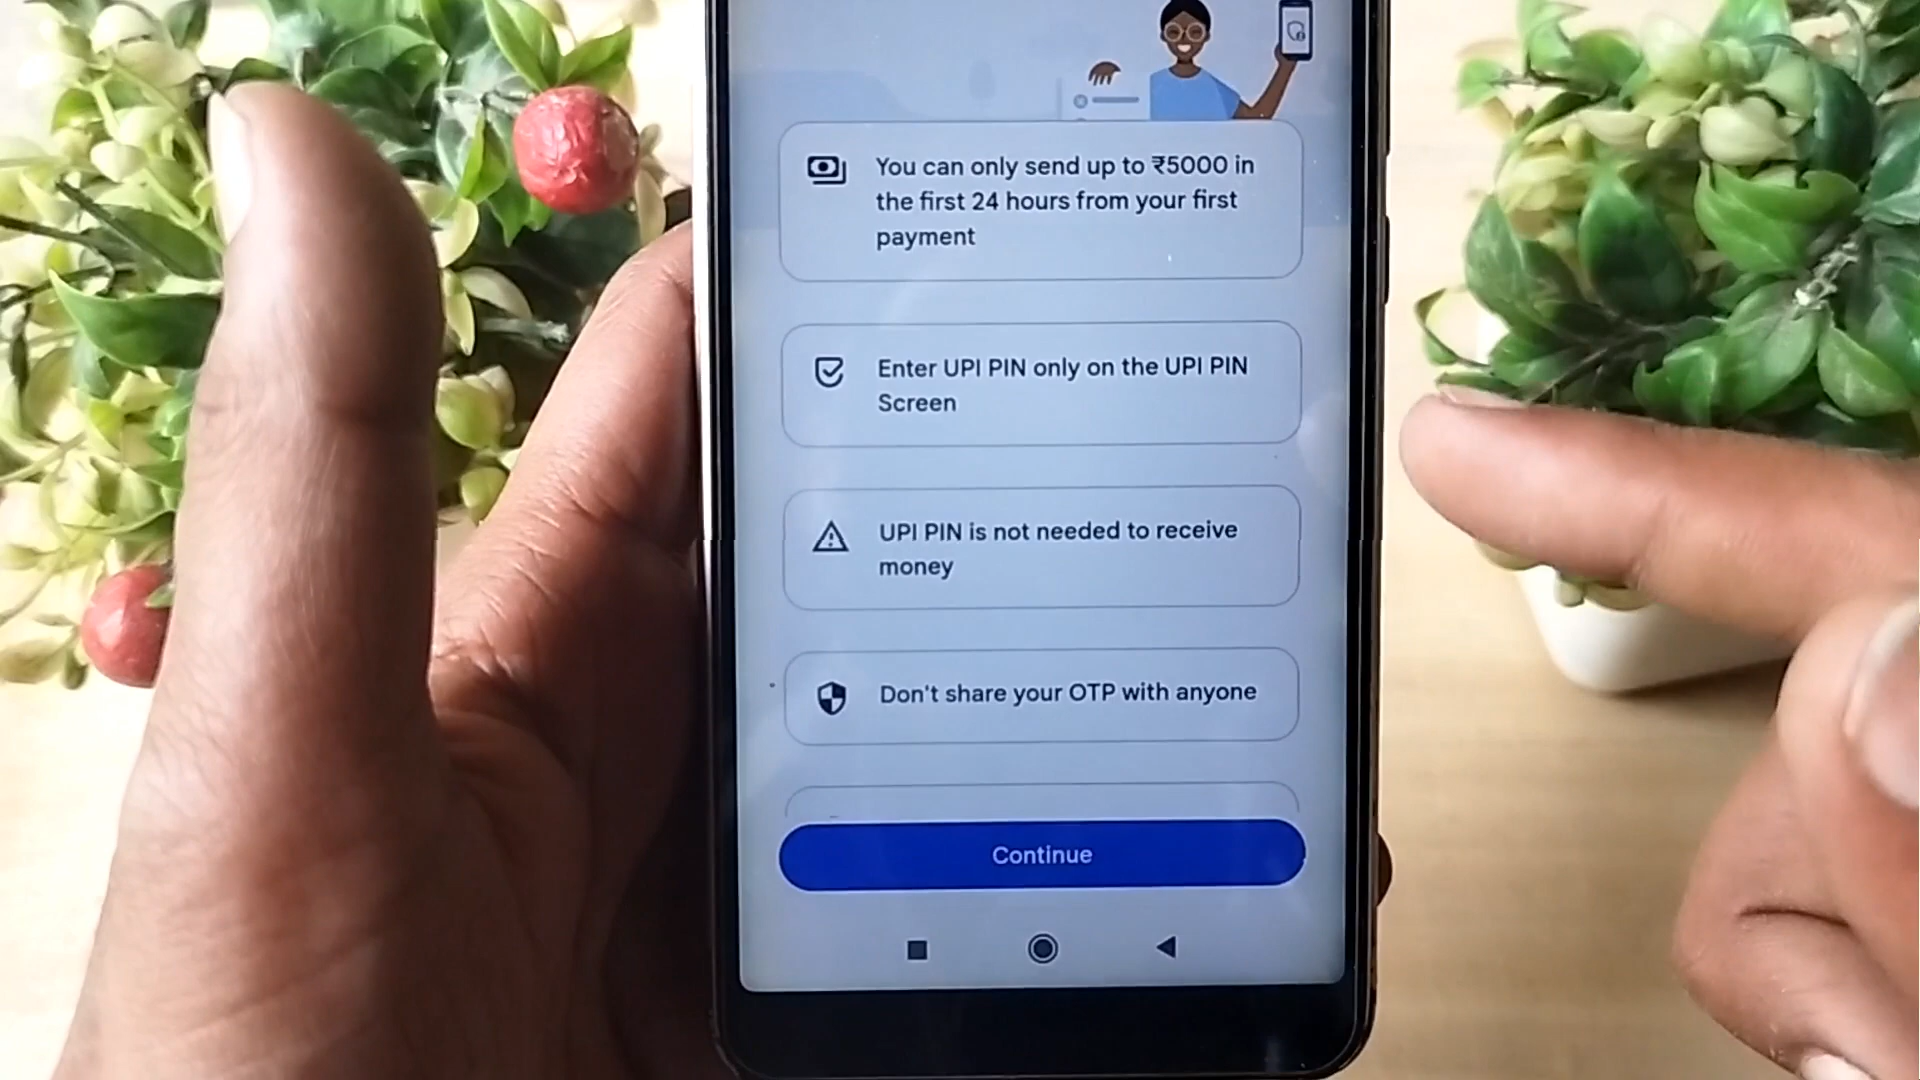 You can only send up to ₹5000 in
the first 24 hours from your first
payment
Enter UPI PIN only on the UPI PIN
Screen
UPI PIN is not needed to receive
money
Don't share your OTP with anyone
Continue